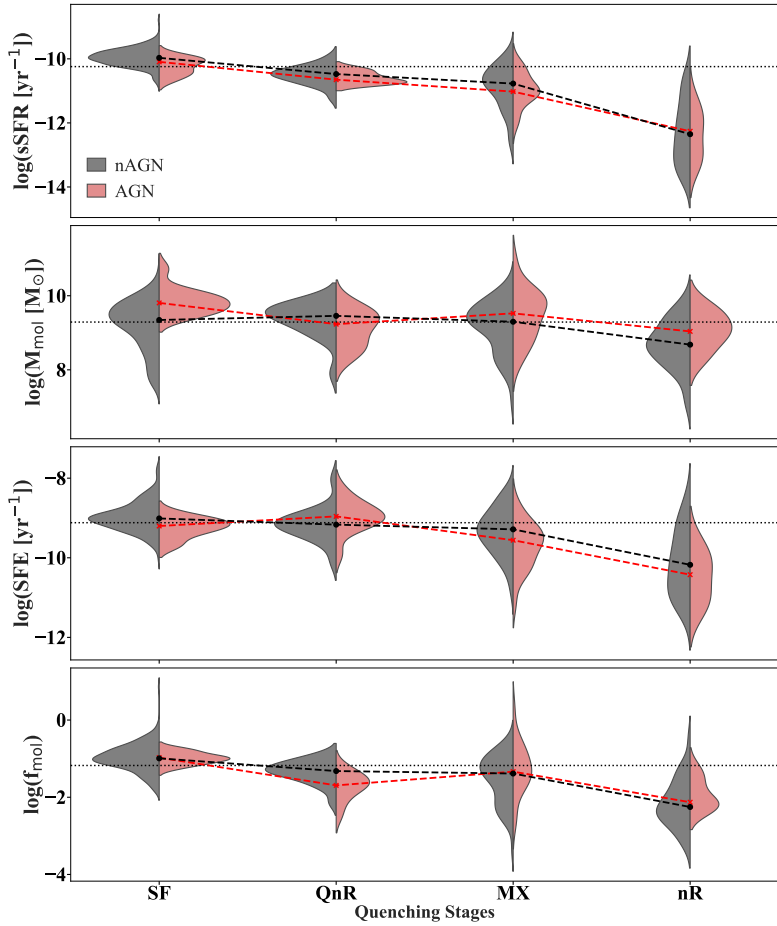 log(sSFR [yr⁻¹])
−10
−12
−14
nAGN
AGN
log(M_mol [M_⊙])
10
8
log(SFE [yr⁻¹])
−8
−10
−12
log(f_mol)
0
−2
−4
SF QnR MX nR
Quenching Stages